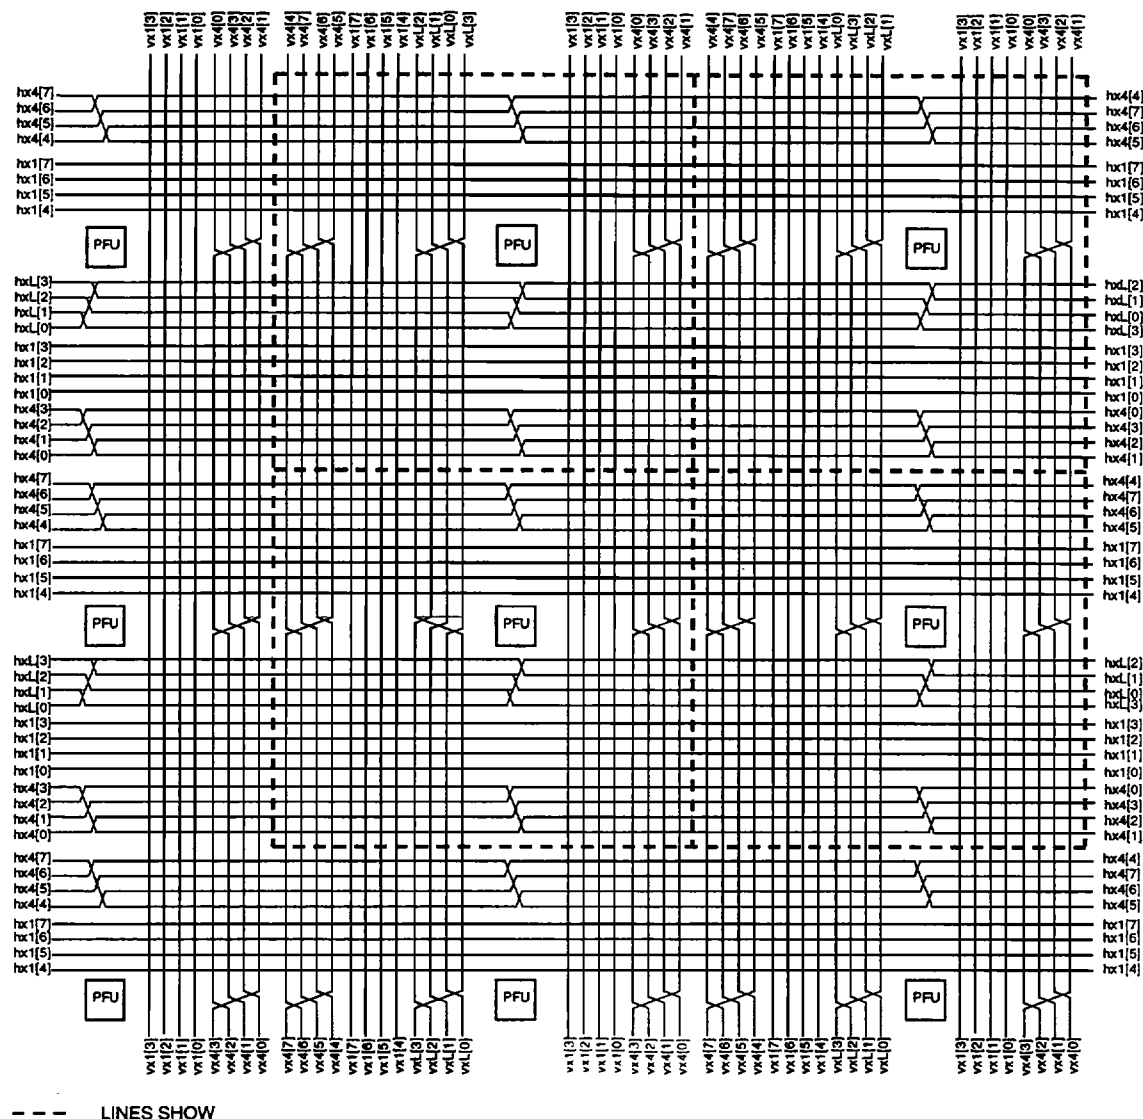 vx1[3] vx1[2] vx1[1] vx1[0] vx4[0] vx4[3] vx4[2] vx4[1] vx4[4] vx4[7] vx4[6] vx4[5] vx1[7] vx1[6] vx1[5] vx1[4] vxL[2] vxL[1] vxL[0] vxL[3] vx1[3] vx1[2] vx1[1] vx1[0] vx4[0] vx4[3] vx4[2] vx4[1] vx4[4] vx4[7] vx4[6] vx4[5] vx1[7] vx1[6] vx1[5] vx1[4] vxL[0] vxL[3] vxL[2] vxL[1] vx1[3] vx1[2] vx1[1] vx1[0] vx4[0] vx4[3] vx4[2] vx4[1]
hx4[7] hx4[4]
hx4[6] hx4[7]
hx4[5] hx4[6]
hx4[4] hx4[5]
hx1[7] hx1[7]
hx1[6] hx1[6]
hx1[5] hx1[5]
hx1[4] hx1[4]
PFU PFU PFU
hxL[3] hxL[2]
hxL[2] hxL[1]
hxL[1] hxL[0]
hxL[0] hxL[3]
hx1[3] hx1[3]
hx1[2] hx1[2]
hx1[1] hx1[1]
hx1[0] hx1[0]
hx4[3] hx4[0]
hx4[2] hx4[3]
hx4[1] hx4[2]
hx4[0] hx4[1]
hx4[7] hx4[4]
hx4[6] hx4[7]
hx4[5] hx4[6]
hx4[4] hx4[5]
hx1[7] hx1[7]
hx1[6] hx1[6]
hx1[5] hx1[5]
hx1[4] hx1[4]
PFU PFU PFU
hxL[3] hxL[2]
hxL[2] hxL[1]
hxL[1] hxL[0]
hxL[0] hxL[3]
hx1[3] hx1[3]
hx1[2] hx1[2]
hx1[1] hx1[1]
hx1[0] hx1[0]
hx4[3] hx4[0]
hx4[2] hx4[3]
hx4[1] hx4[2]
hx4[0] hx4[1]
hx4[7] hx4[4]
hx4[6] hx4[7]
hx4[5] hx4[6]
hx4[4] hx4[5]
hx1[7] hx1[7]
hx1[6] hx1[6]
hx1[5] hx1[5]
hx1[4] hx1[4]
PFU PFU PFU
vx1[3] vx1[2] vx1[1] vx1[0] vx4[3] vx4[2] vx4[1] vx4[0] vx4[7] vx4[6] vx4[5] vx4[4] vx1[7] vx1[6] vx1[5] vx1[4] vxL[3] vxL[2] vxL[1] vxL[0] vx1[3] vx1[2] vx1[1] vx1[0] vx4[3] vx4[2] vx4[1] vx4[0] vx4[7] vx4[6] vx4[5] vx4[4] vx1[7] vx1[6] vx1[5] vx1[4] vxL[3] vxL[2] vxL[1] vxL[0] vx1[3] vx1[2] vx1[1] vx1[0] vx4[3] vx4[2] vx4[1] vx4[0]
LINES SHOW